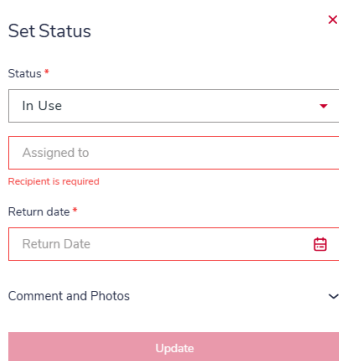 Set Status
Status *
In Use
Assigned to
Recipient is required
Return date *
Return Date
Comment and Photos
Update